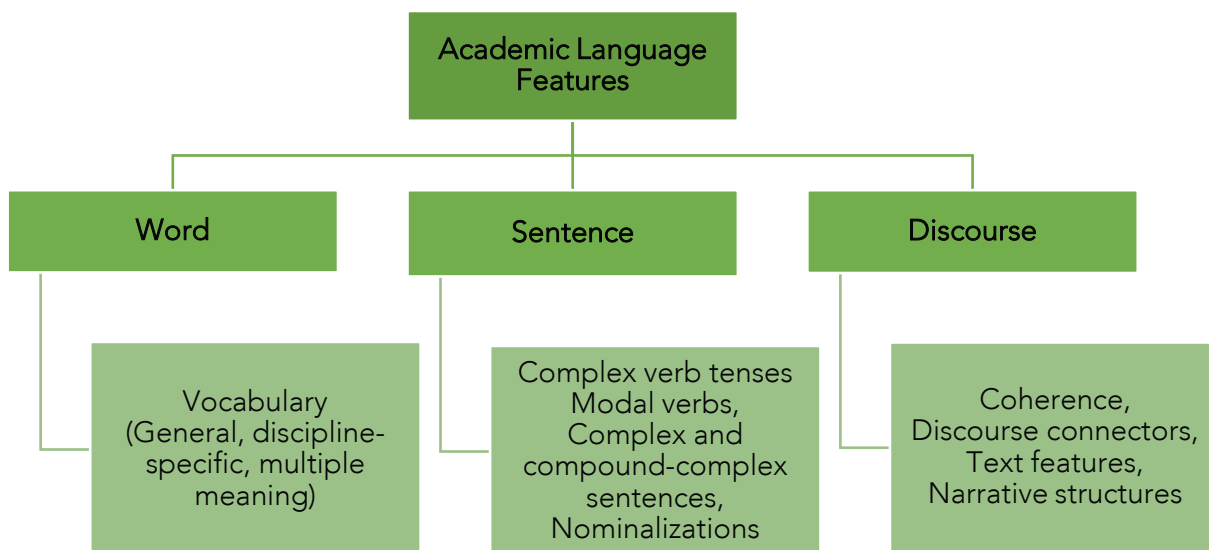 Academic Language
Features
Word
Sentence
Discourse
Vocabulary
(General, discipline-
specific, multiple
meaning)
Complex verb tenses
Modal verbs,
Complex and
compound-complex
sentences,
Nominalizations
Coherence,
Discourse connectors,
Text features,
Narrative structures